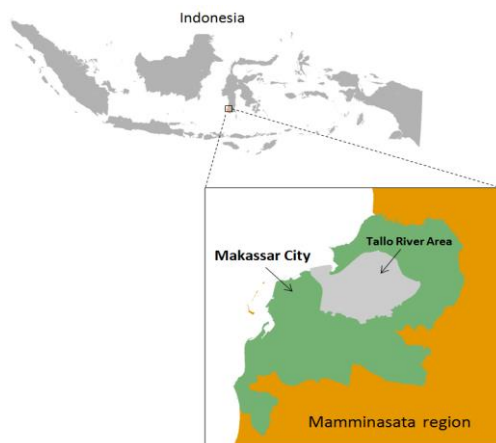 Indonesia
Tallo River Area
Makassar City
Mamminasata region